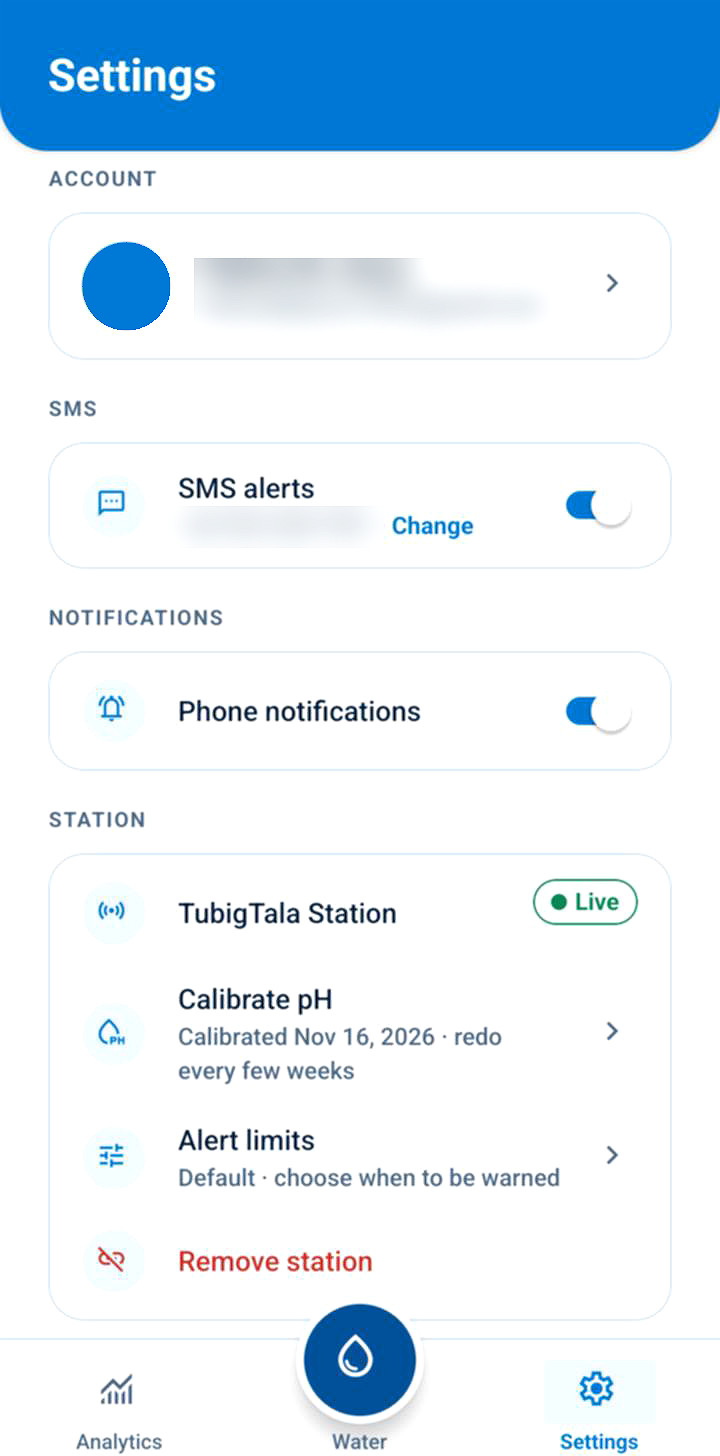 Settings
ACCOUNT
SMS
SMS alerts
Change
NOTIFICATIONS
Phone notifications
STATION
TubigTala Station
Live
Calibrate pH
Calibrated Nov 16, 2026 · redo
every few weeks
Alert limits
Default · choose when to be warned
Remove station
Analytics
Water
Settings